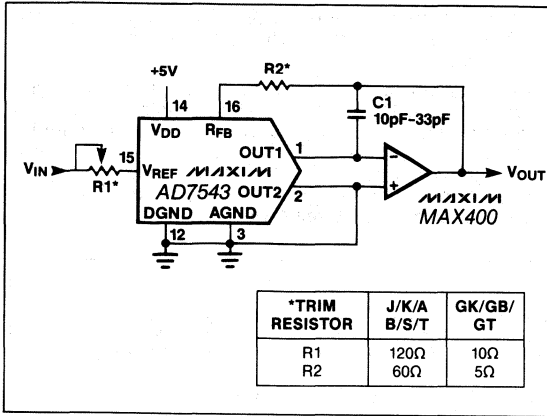 +5V
R2*
14
16
C1
10pF–33pF
VDD
RFB
OUT1
1
VIN
15
VREF
MAXIM
–
VOUT
R1*
AD7543
OUT2
2
+
MAXIM
DGND
AGND
MAX400
12
3
*TRIM RESISTOR
J/K/A B/S/T
GK/GB/ GT
R1
120Ω
10Ω
R2
60Ω
5Ω